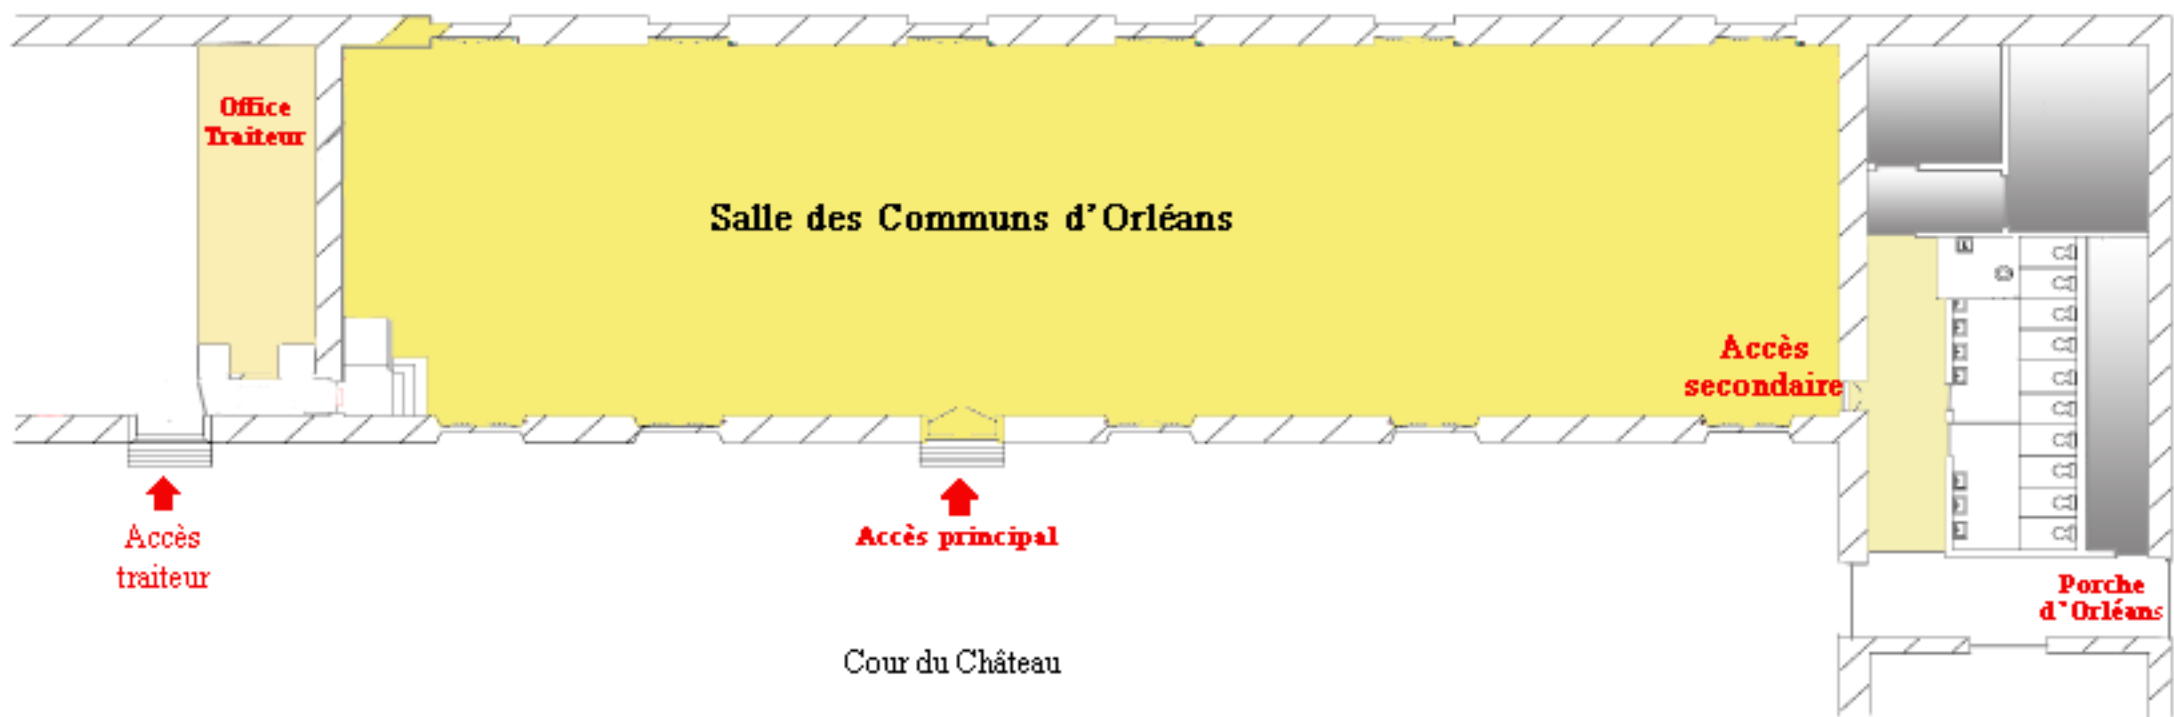 Office
Traiteur
Salle des Communs d'Orléans
Accès
secondaire
Accès
traiteur
Accès principal
Porche
d'Orléans
Cour du Château